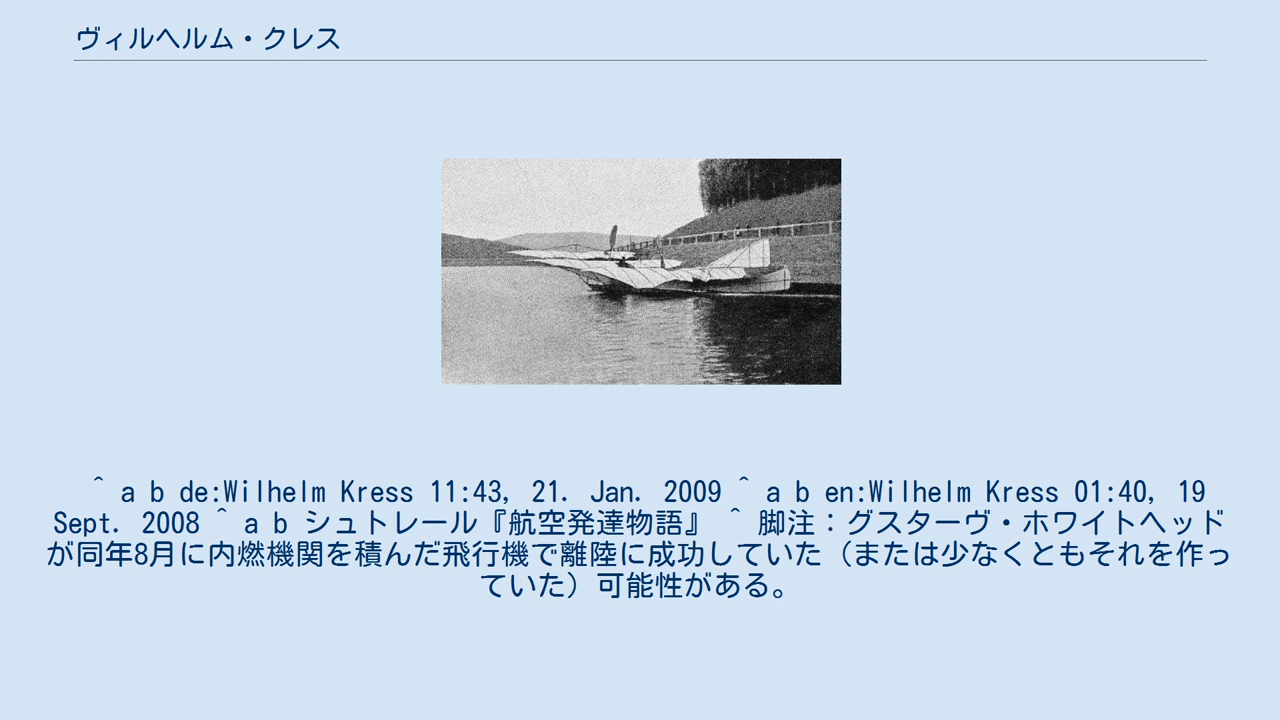 ヴィルヘルム・クレス
^ a b de:Wilhelm Kress 11:43, 21. Jan. 2009 ^ a b en:Wilhelm Kress 01:40, 19
Sept. 2008 ^ a b シュトレール『航空発達物語』 ^ 脚注：グスターヴ・ホワイトヘッド
が同年8月に内燃機関を積んだ飛行機で離陸に成功していた（または少なくともそれを作っ
ていた）可能性がある。